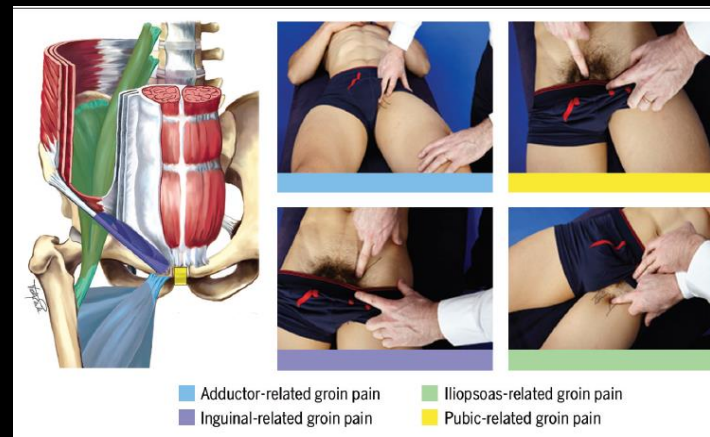 Adductor-related groin pain
Iliopsoas-related groin pain
Inguinal-related groin pain
Pubic-related groin pain